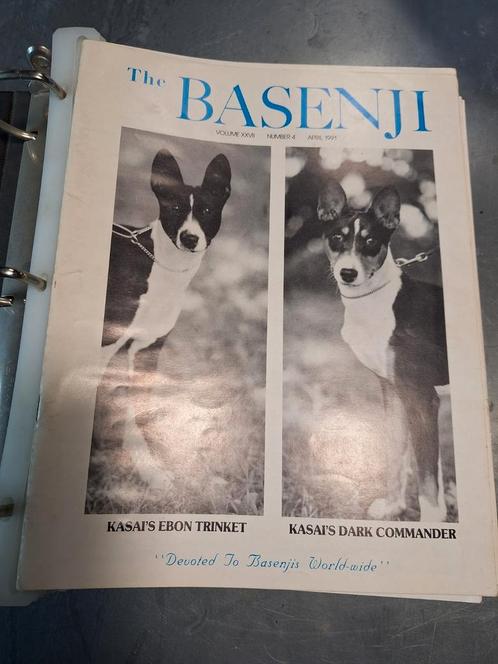 The BASENJI
VOLUME XXVII NUMBER 4 APRIL 1991
KASAI'S EBON TRINKET
KASAI'S DARK COMMANDER
"Devoted To Basenjis World-wide"